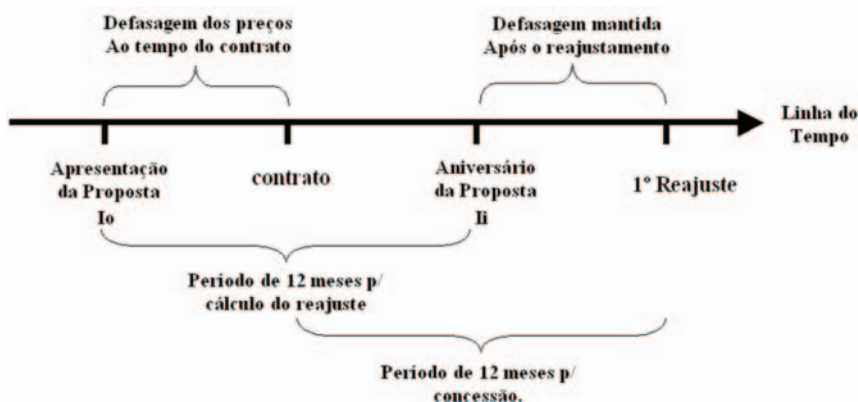 Defasagem dos preços
Ao tempo do contrato
Defasagem mantida
Após o reajustamento
Linha do
Tempo
Apresentação
da Proposta
Io
contrato
Aniversário
da Proposta
Ii
1º Reajuste
Período de 12 meses p/
cálculo do reajuste
Período de 12 meses p/
concessão.